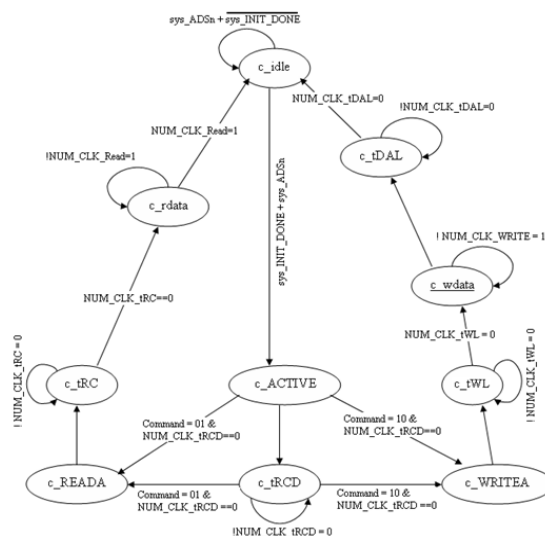 sys_ADSn + sys_INIT_DONE
c_idle
NUM_CLK_tDAL=0
!NUM_CLK_tDAL=0
NUM_CLK_Read=1
c_tDAL
!NUM_CLK_Read=1
c_rdata
sys_INIT_DONE + sys_ADSn
! NUM_CLK_WRITE = 1
c_wdata
NUM_CLK_tRC==0
NUM_CLK_tWL = 0
! NUM_CLK_tRC = 0
c_tRC
c_ACTIVE
c_tWL
! NUM_CLK_tWL = 0
Command = 01 &
NUM_CLK_tRCD==0
Command = 10 &
NUM_CLK_tRCD==0
c_READA
c_tRCD
c_WRITEA
Command = 01 &
NUM_CLK_tRCD ==0
Command = 10 &
NUM_CLK_tRCD ==0
!NUM_CLK_tRCD = 0